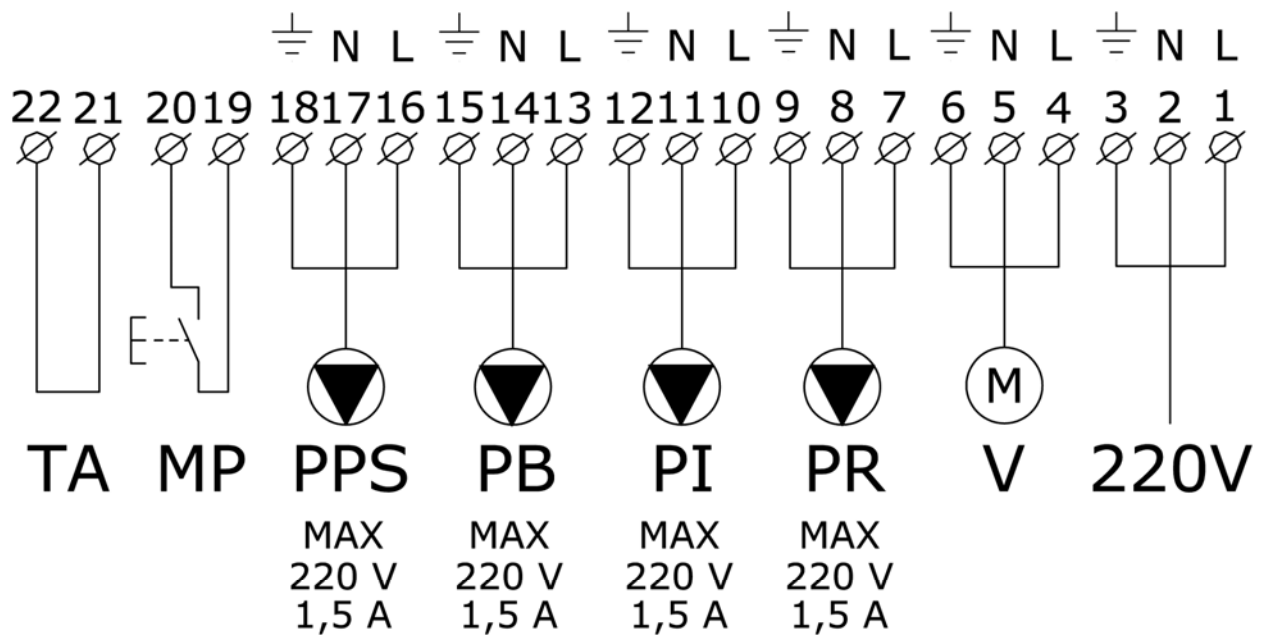 N L N L N L N L N L N L
22 21 20 19 18 17 16 15 14 13 12 11 10 9 8 7 6 5 4 3 2 1
M
TA MP PPS PB PI PR V 220V
MAX MAX MAX MAX
220 V 220 V 220 V 220 V
1,5 A 1,5 A 1,5 A 1,5 A